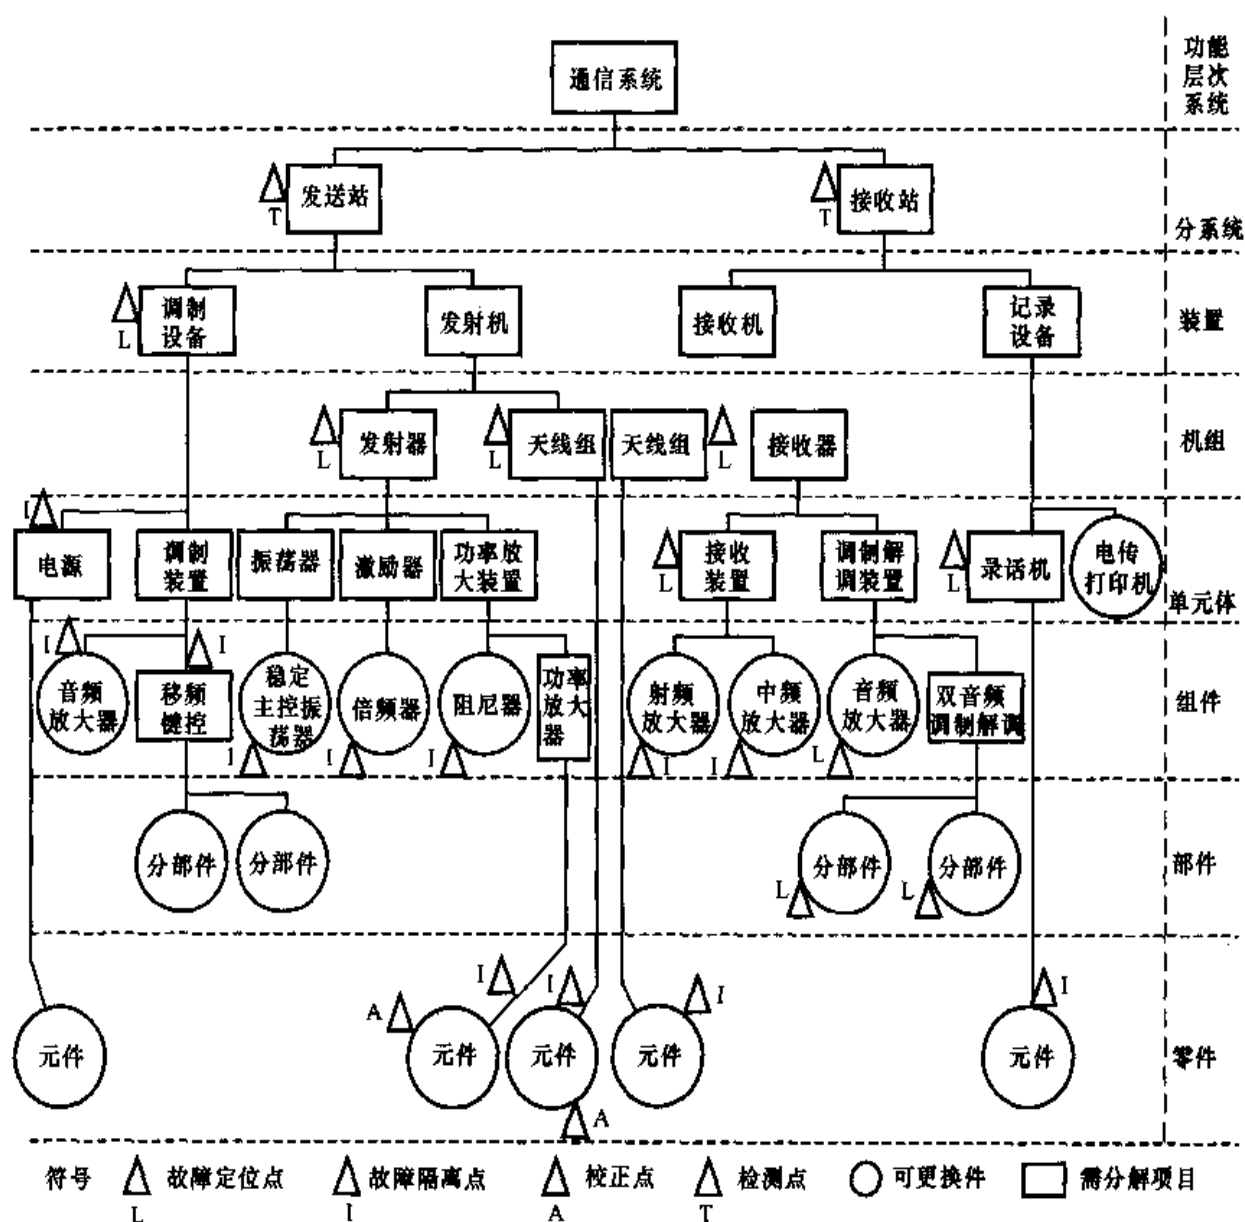 功能
层次
系统
通信系统
发送站
T
接收站
T
分系统
调制
设备
L
发射机
接收机
记录
设备
装置
发射器
L
天线组
L
天线组
L
接收器
机组
I
电源
调制
装置
振荡器
激励器
功率放
大装置
接收
装置
L
调制解
调装置
录话机
L
电传
打印机
单元体
I
音频
放大器
I
移频
键控
稳定
主控振
荡器
I
倍频器
I
阻尼器
I
功率
放大
器
射频
放大器
I
中频
放大器
I
音频
放大器
L
双音频
调制解调
组件
分部件
分部件
分部件
L
分部件
L
部件
元件
A
I
元件
I
元件
A
I
元件
I
元件
零件
符号
故障定位点
L
故障隔离点
I
校正点
A
检测点
T
可更换件
需分解项目